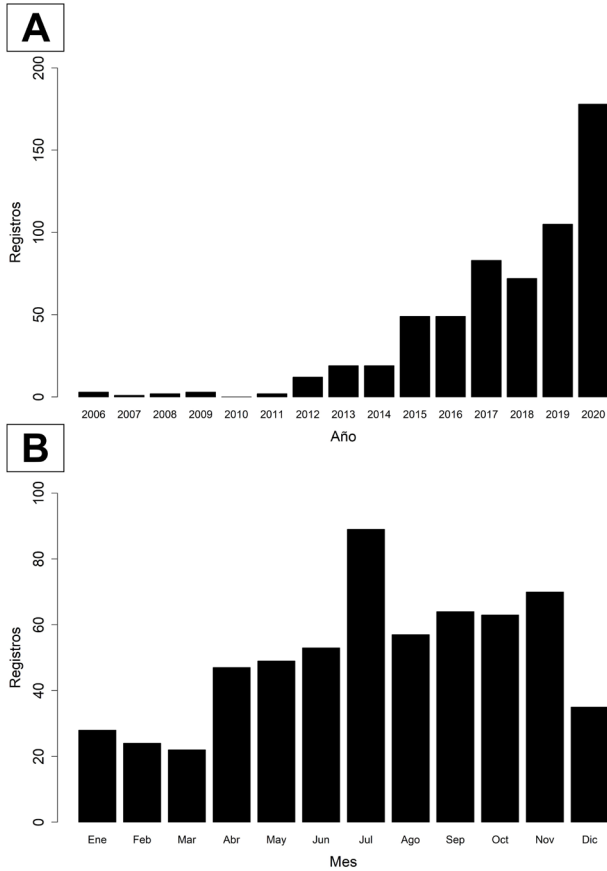 A
200
150
100
50
0
Registros
2006 2007 2008 2009 2010 2011 2012 2013 2014 2015 2016 2017 2018 2019 2020
Año
B
100
80
60
40
20
0
Registros
Ene Feb Mar Abr May Jun Jul Ago Sep Oct Nov Dic
Mes